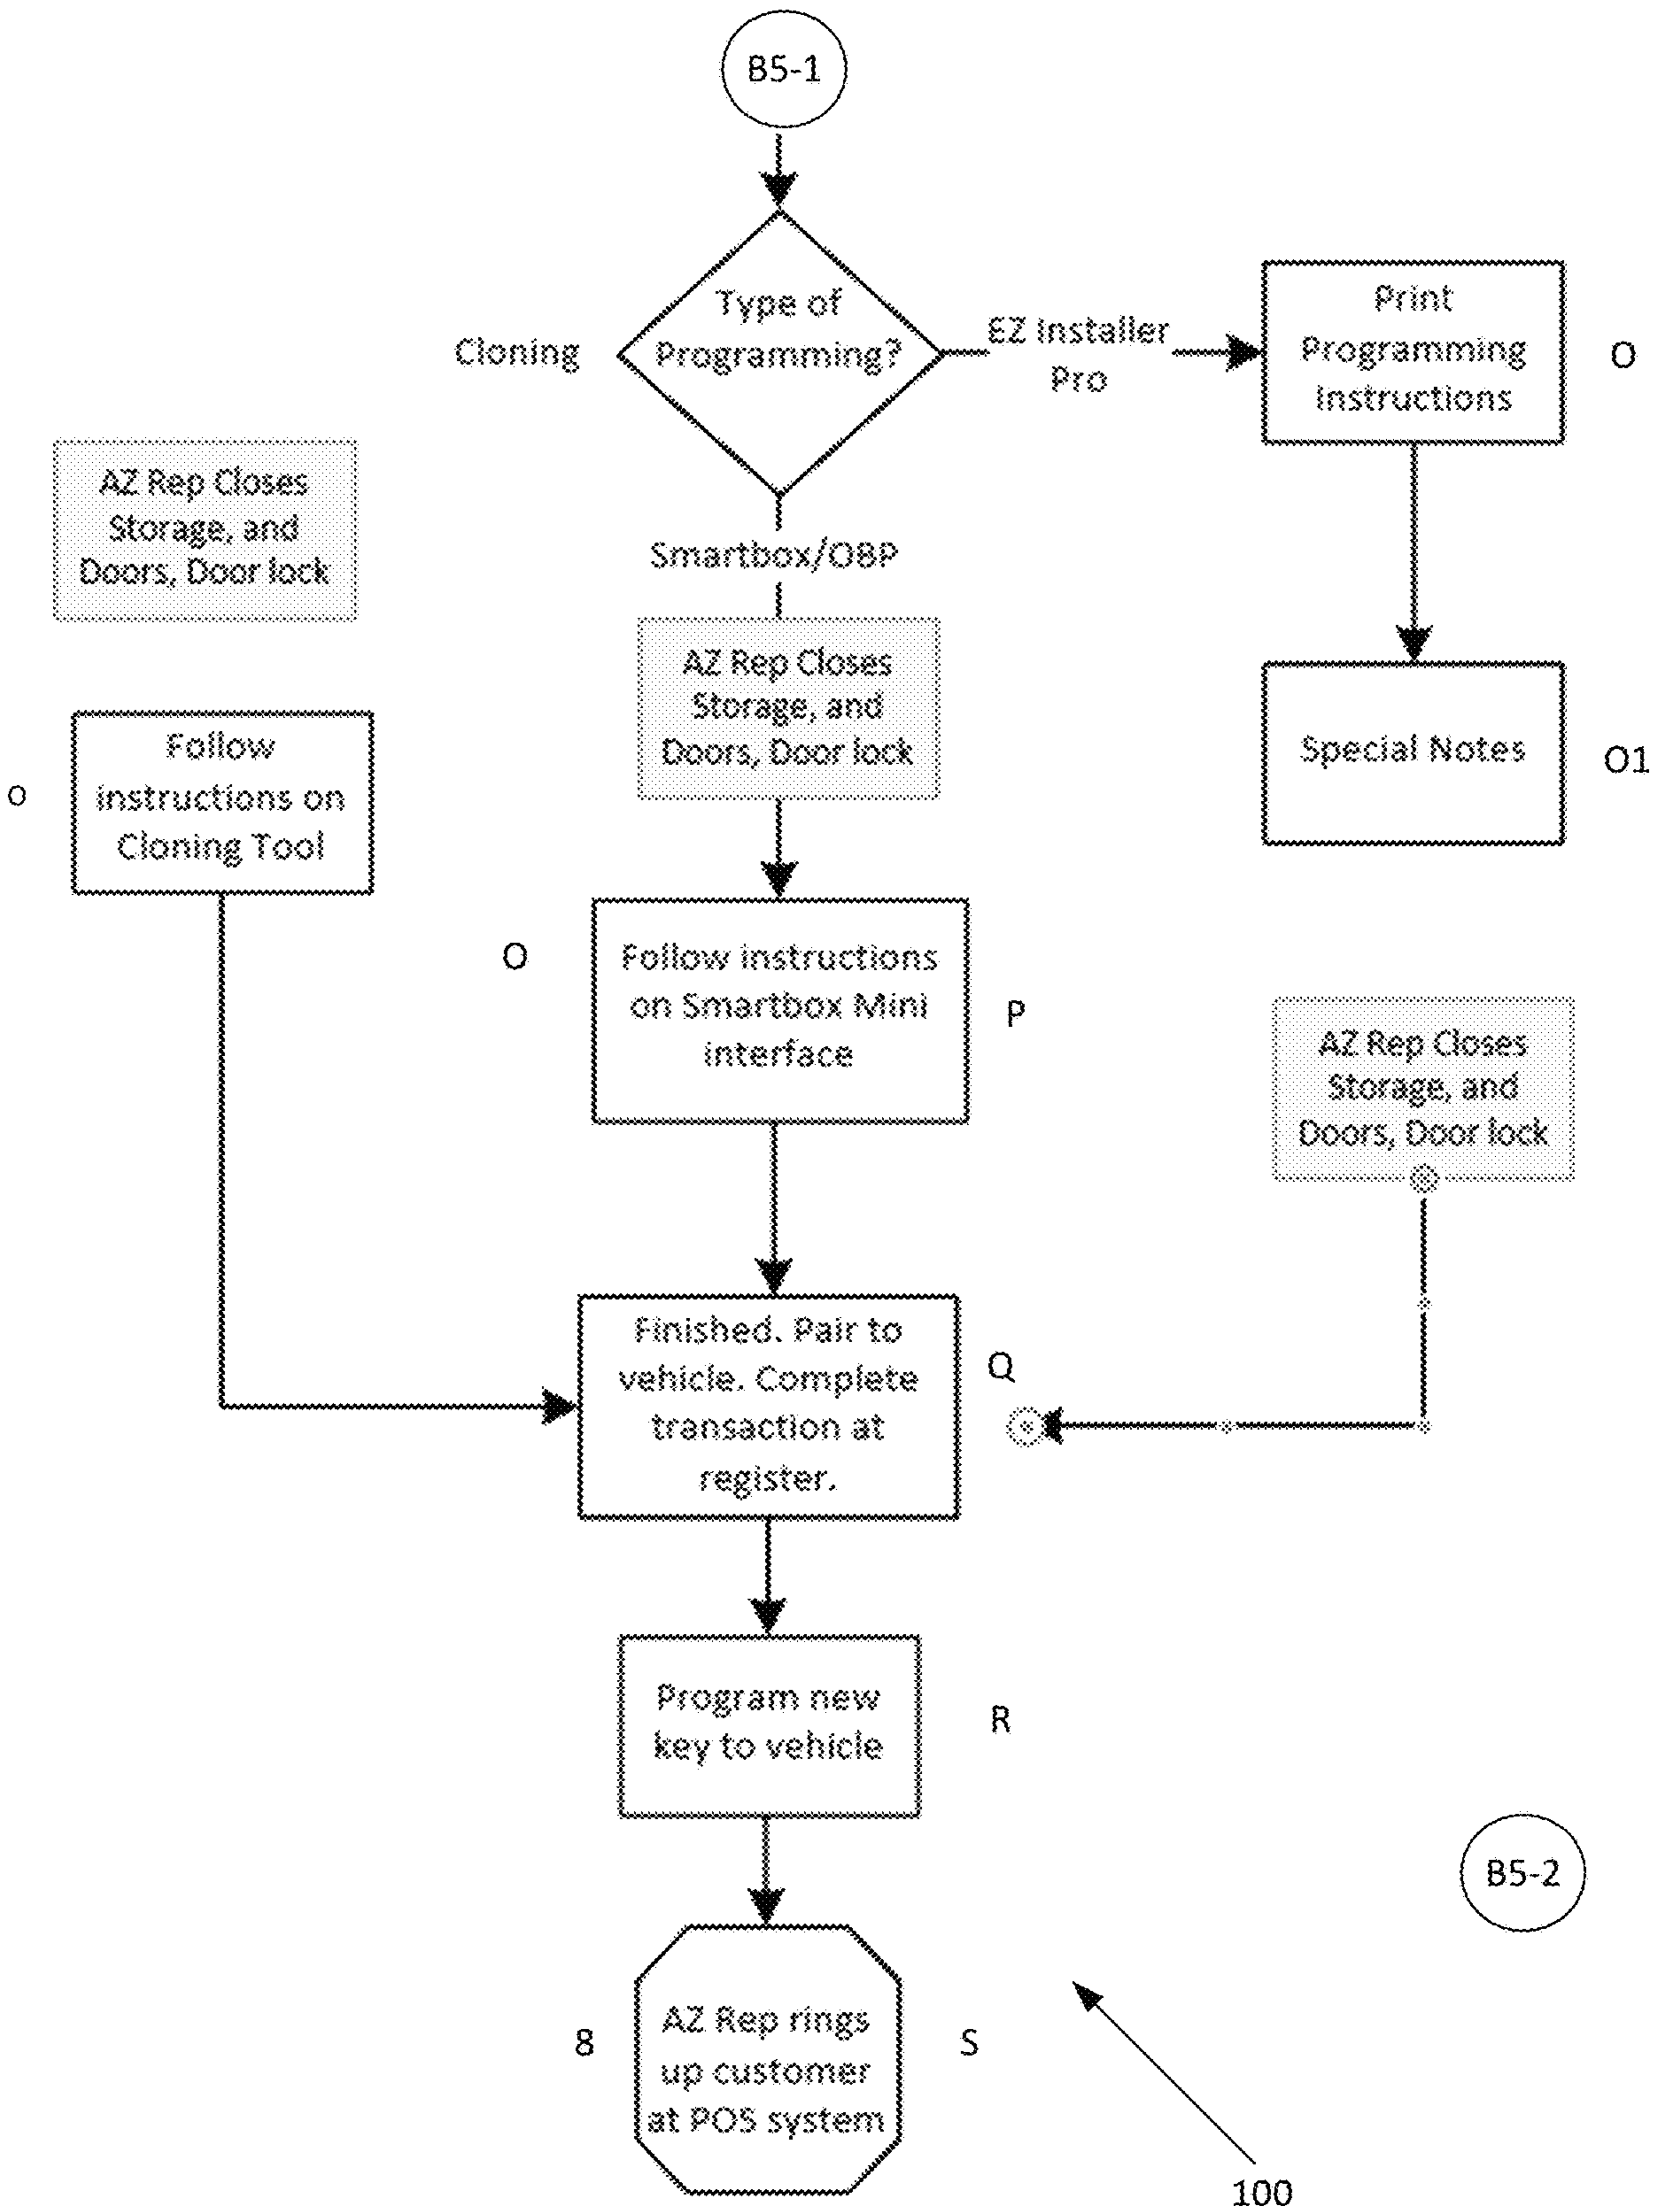 B5-1
Type of
Programming?
Cloning
EZ Installer
Pro
Print
Programming
Instructions
O
AZ Rep Closes
Storage, and
Doors, Door lock
Smartbox/OBP
AZ Rep Closes
Storage, and
Doors, Door lock
Special Notes
O1
Follow
instructions on
Cloning Tool
O
O
Follow instructions
on Smartbox Mini
interface
P
AZ Rep Closes
Storage, and
Doors, Door lock
Finished. Pair to
vehicle. Complete
transaction at
register.
Q
Program new
key to vehicle
R
B5-2
8
AZ Rep rings
up customer
at POS system
S
100